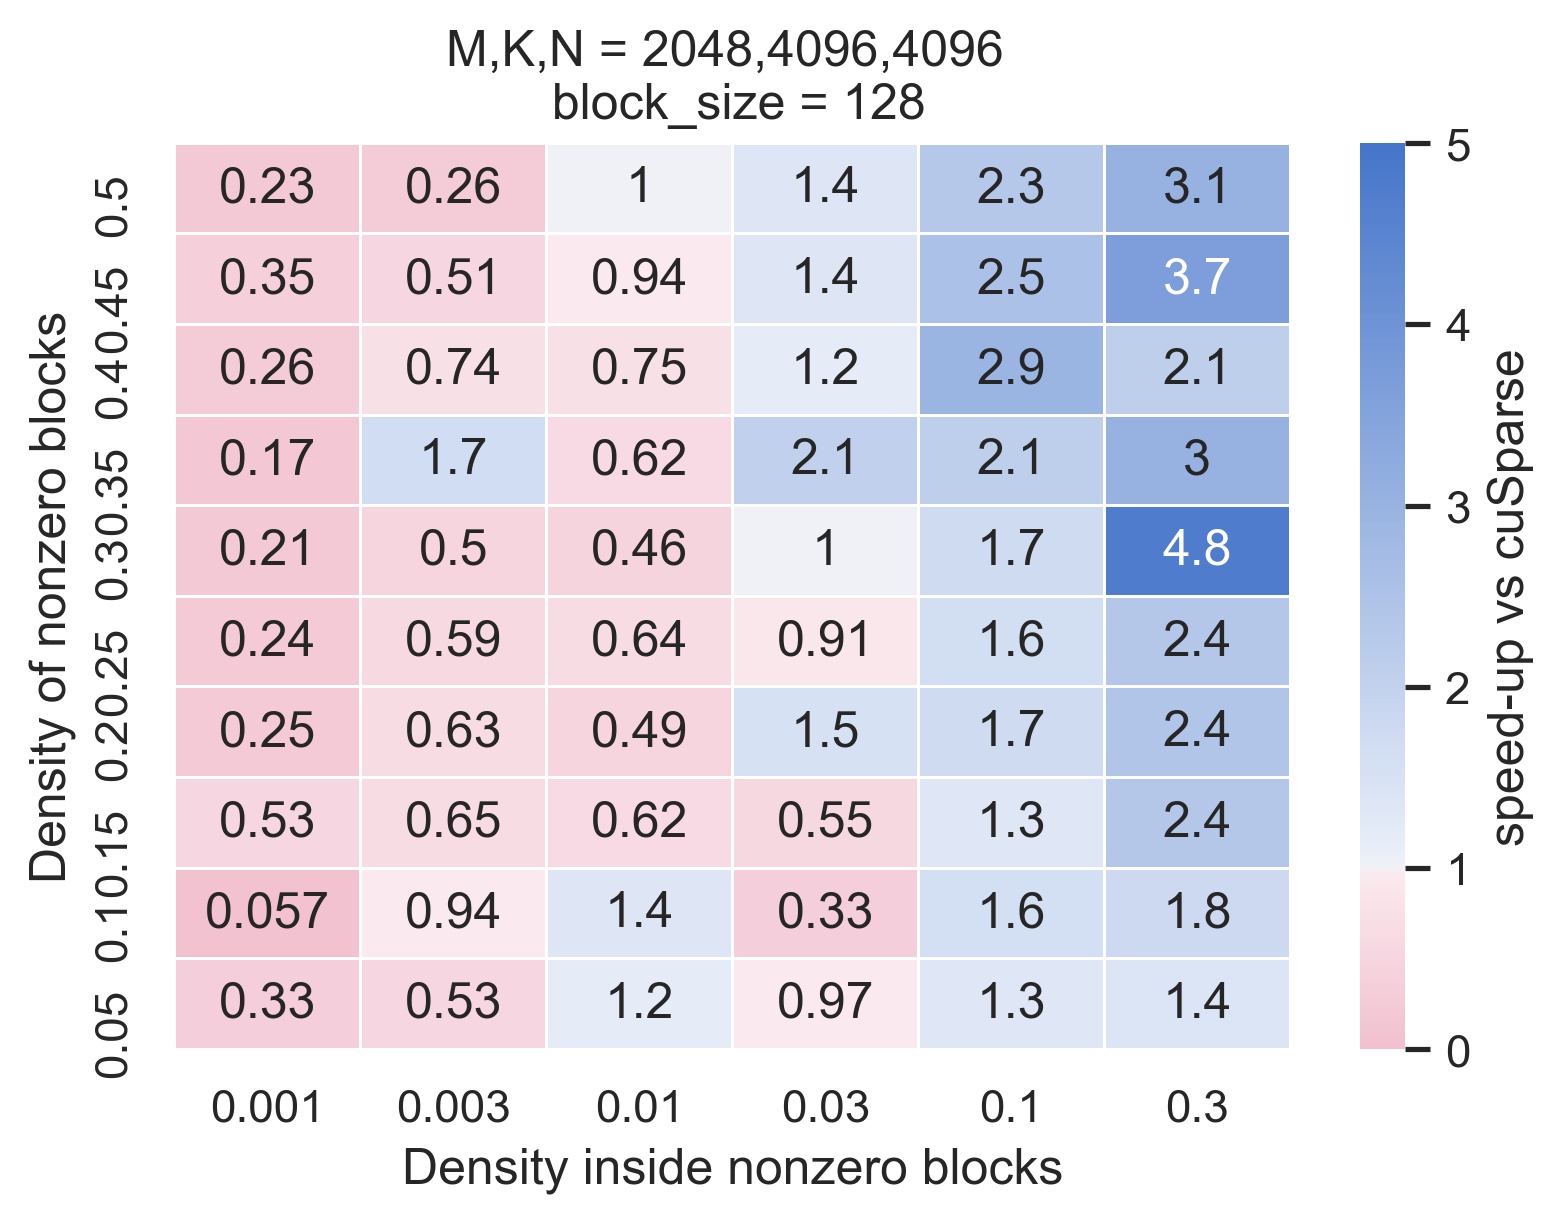 M,K,N = 2048,4096,4096
block_size = 128
Density of nonzero blocks
0.5 0.23 0.26 1 1.4 2.3 3.1
0.45 0.35 0.51 0.94 1.4 2.5 3.7
0.4 0.26 0.74 0.75 1.2 2.9 2.1
0.35 0.17 1.7 0.62 2.1 2.1 3
0.3 0.21 0.5 0.46 1 1.7 4.8
0.25 0.24 0.59 0.64 0.91 1.6 2.4
0.2 0.25 0.63 0.49 1.5 1.7 2.4
0.15 0.53 0.65 0.62 0.55 1.3 2.4
0.1 0.057 0.94 1.4 0.33 1.6 1.8
0.05 0.33 0.53 1.2 0.97 1.3 1.4
0.001 0.003 0.01 0.03 0.1 0.3
Density inside nonzero blocks
5
4
3
2
1
0
speed-up vs cuSparse